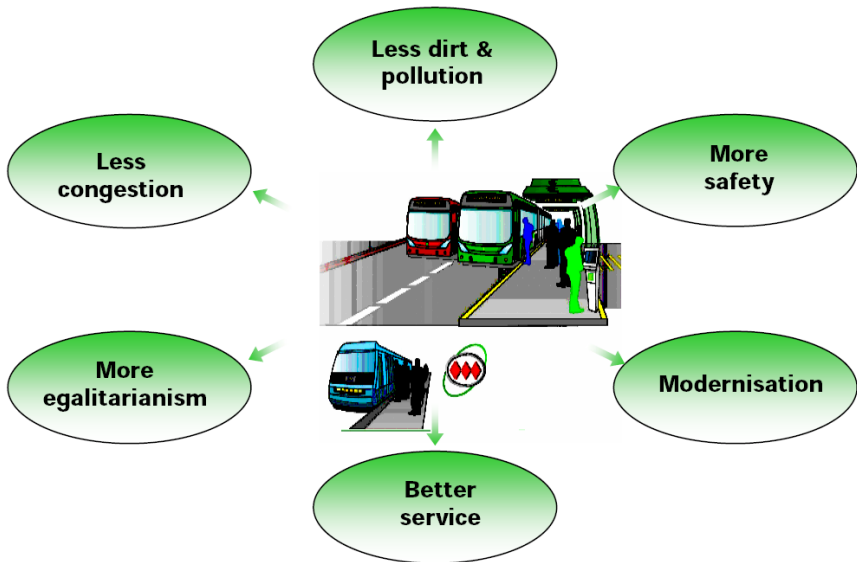 Less dirt &
pollution
Less
congestion
More
safety
More
egalitarianism
Modernisation
Better
service